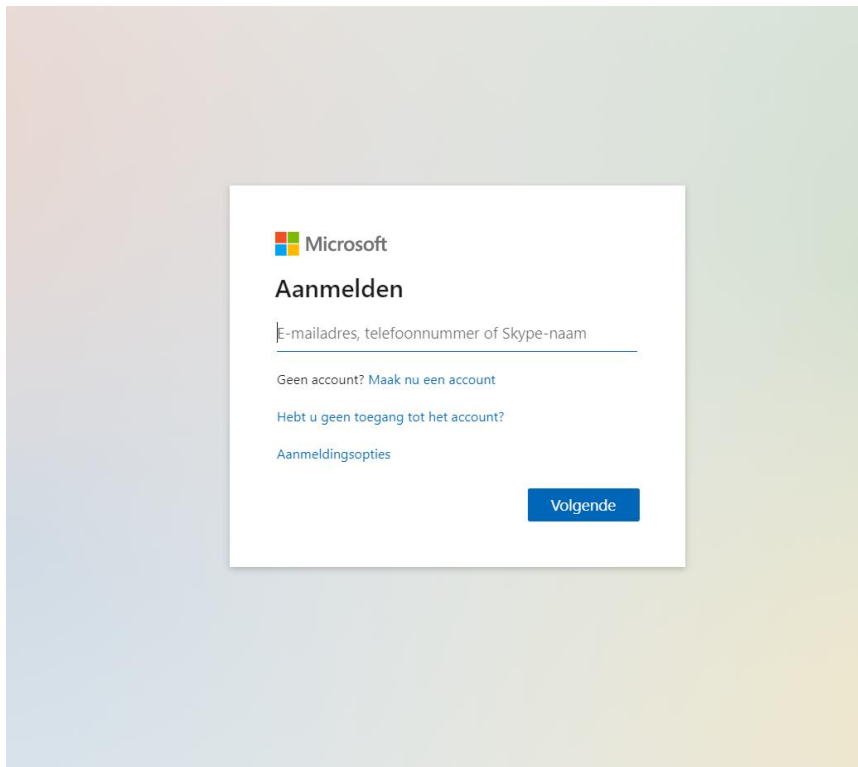 Microsoft
Aanmelden
E-mailadres, telefoonnummer of Skype-naam
Geen account? Maak nu een account
Hebt u geen toegang tot het account?
Aanmeldingsopties
Volgende